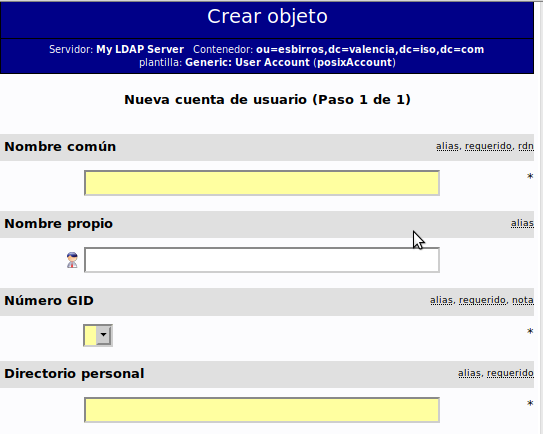 Crear objeto
Servidor: My LDAP Server Contenedor: ou=esbirros,dc=valencia,dc=iso,dc=com
plantilla: Generic: User Account (posixAccount)
Nueva cuenta de usuario (Paso 1 de 1)
Nombre común alias, requerido, rdn
*
Nombre propio alias
Número GID alias, requerido, nota
*
Directorio personal alias, requerido
*